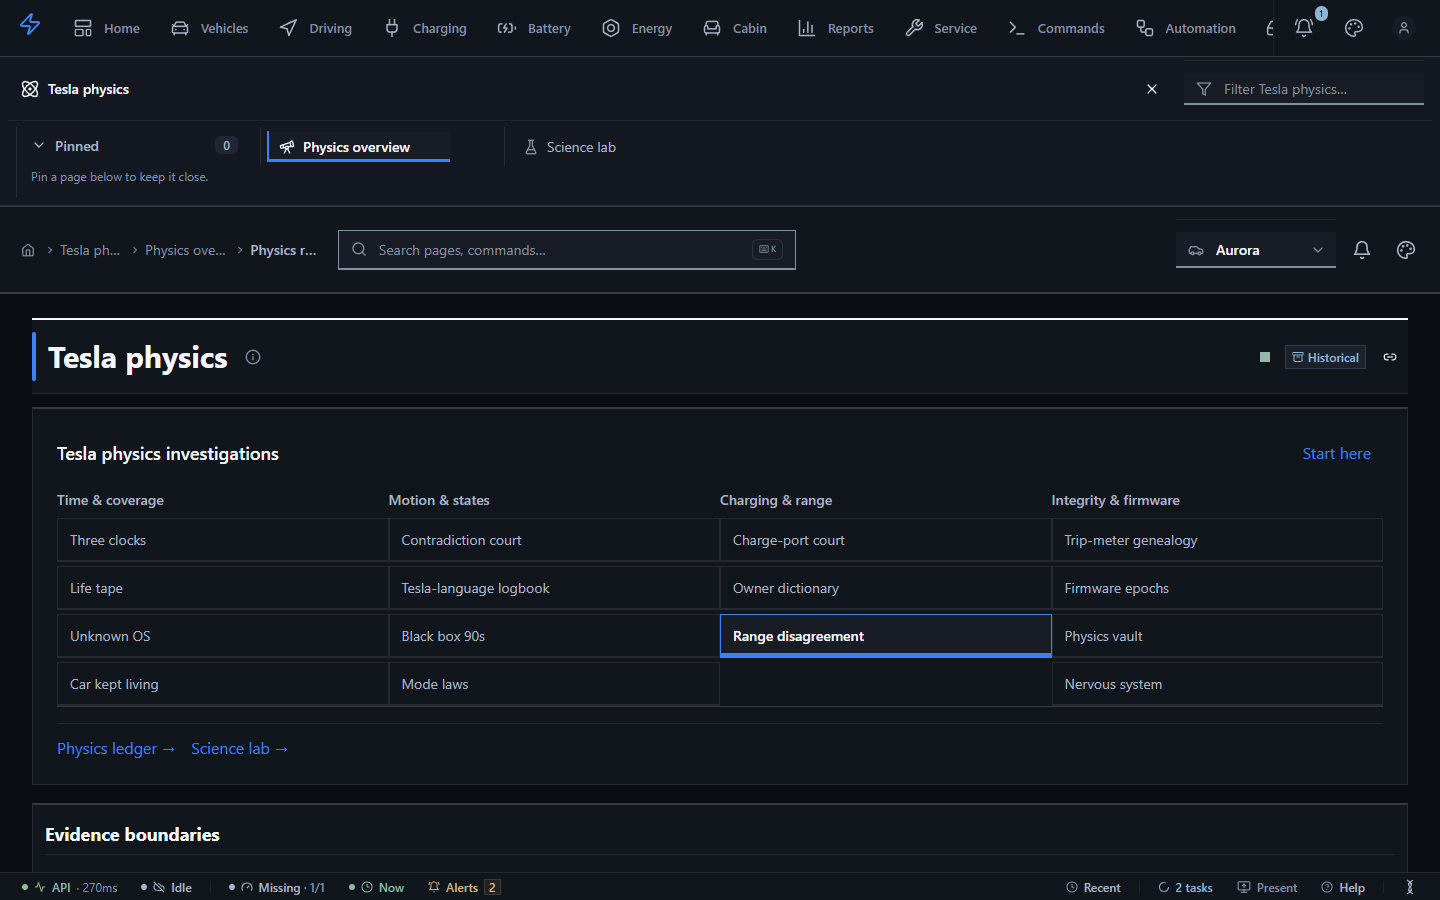 Home
Vehicles
Driving
Charging
Battery
Energy
Cabin
Reports
Service
Commands
Automation
1
Tesla physics
Filter Tesla physics...
Pinned
0
Physics overview
Science lab
Pin a page below to keep it close.
Tesla ph...
Physics ove...
Physics r...
Search pages, commands...
K
Aurora
Tesla physics
Historical
Tesla physics investigations
Start here
Time & coverage
Motion & states
Charging & range
Integrity & firmware
Three clocks
Contradiction court
Charge-port court
Trip-meter genealogy
Life tape
Tesla-language logbook
Owner dictionary
Firmware epochs
Unknown OS
Black box 90s
Range disagreement
Physics vault
Car kept living
Mode laws
Nervous system
Physics ledger →
Science lab →
Evidence boundaries
API · 270ms
Idle
Missing · 1/1
Now
Alerts 2
Recent
2 tasks
Present
Help